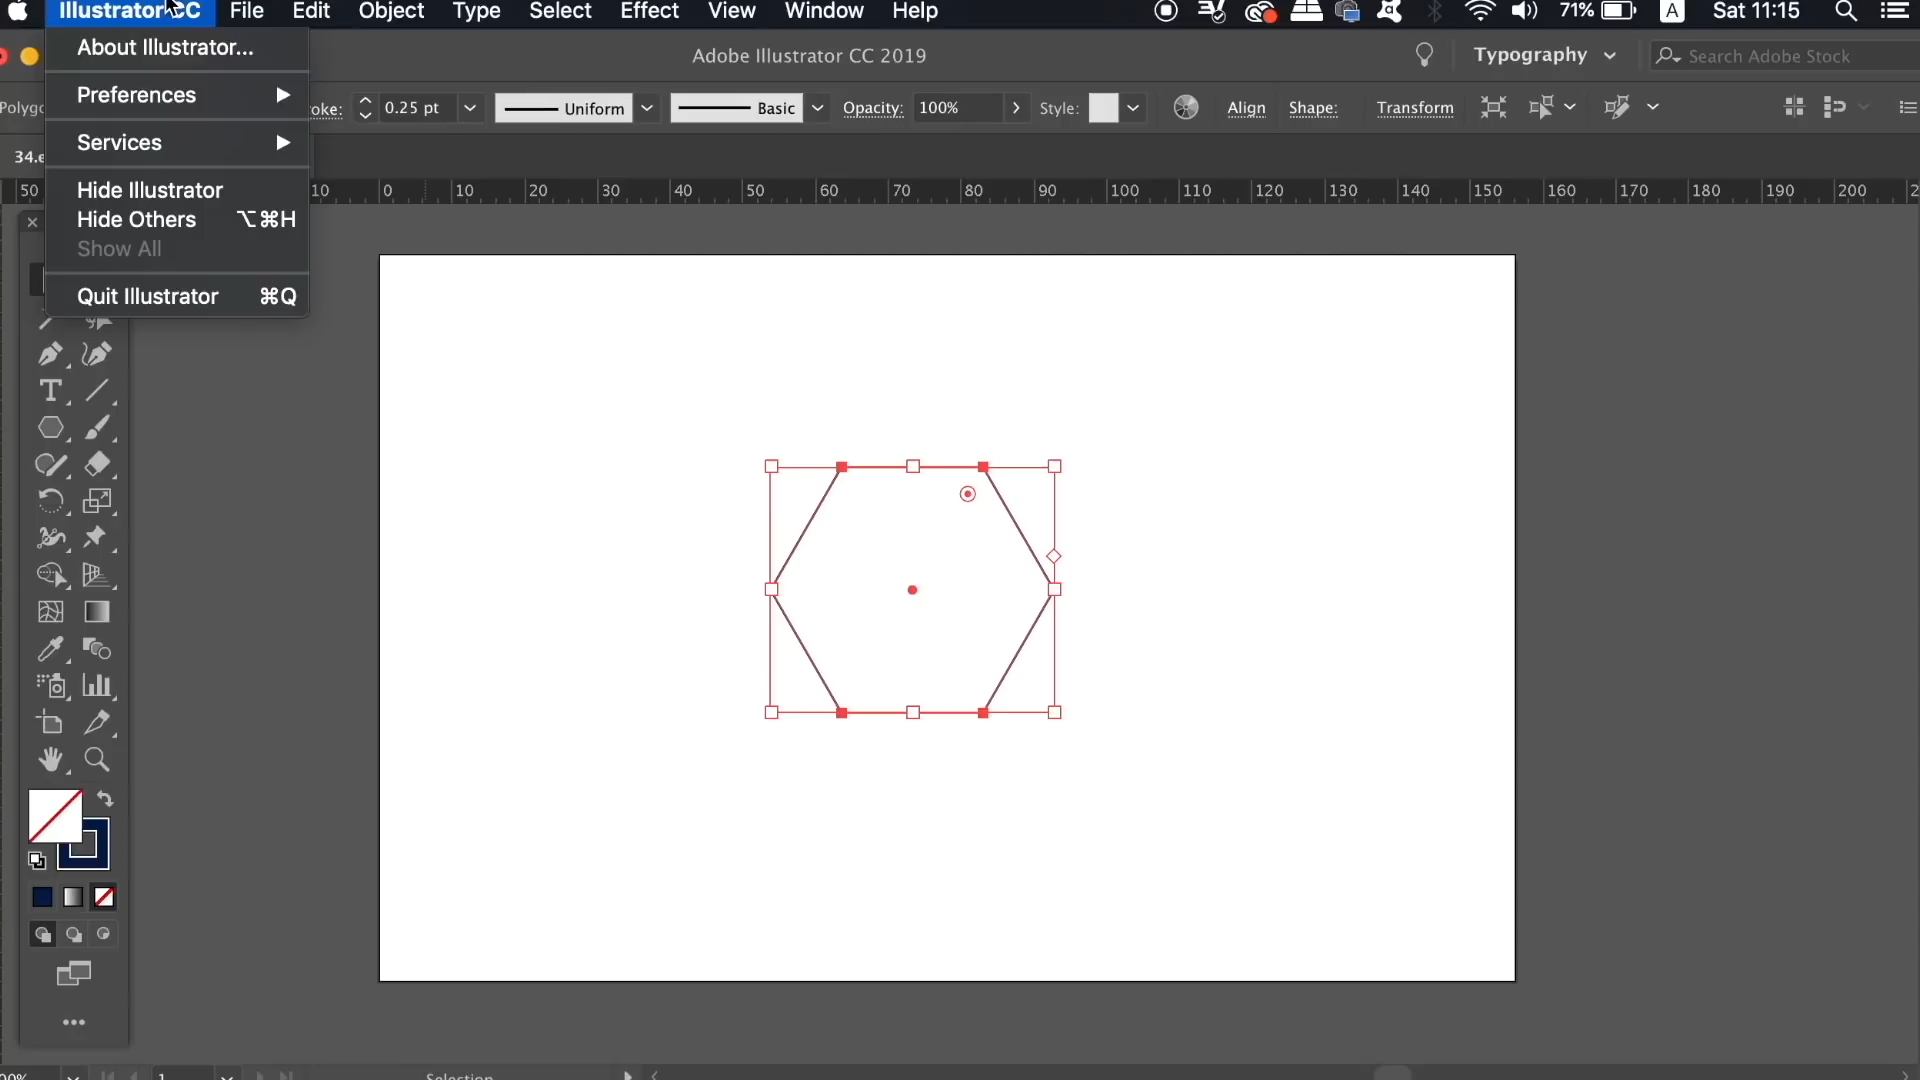 Illustrator CC File Edit Object Type Select Effect View Window Help 71% A Sat 11:15
About Illustrator...
Adobe Illustrator CC 2019
Typography
Search Adobe Stock
Preferences
0.25 pt Uniform Basic Opacity: 100% Style: Align Shape: Transform
Services
34.e
Hide Illustrator
50 10 0 10 20 30 40 50 60 70 80 90 100 110 120 130 140 150 160 170 180 190 200
Hide Others ⌥⌘H
Show All
Quit Illustrator ⌘Q
1 Selection